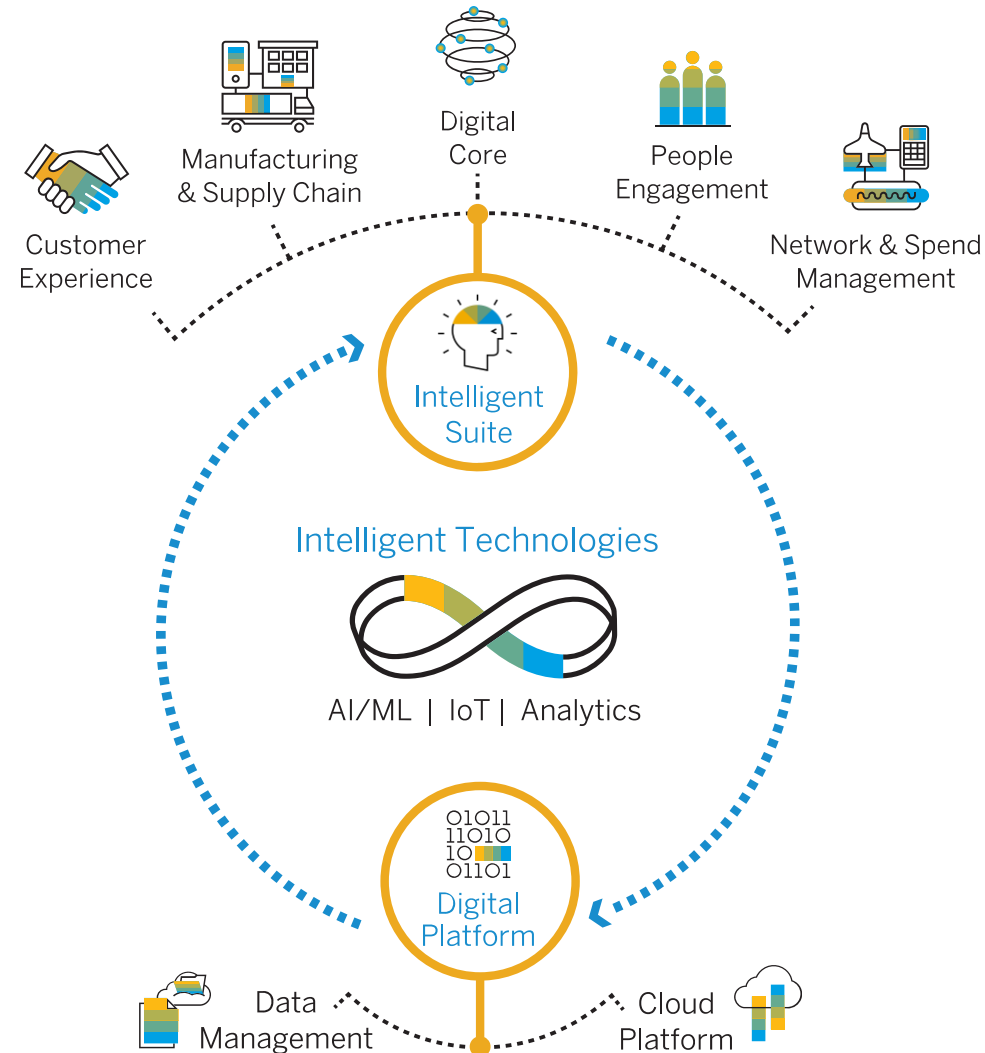 Digital
Core
Manufacturing
& Supply Chain
People
Engagement
Customer
Experience
Network & Spend
Management
Intelligent
Suite
Intelligent Technologies
AI/ML | IoT | Analytics
01011
11010
10
01101
Digital
Platform
Data
Management
Cloud
Platform